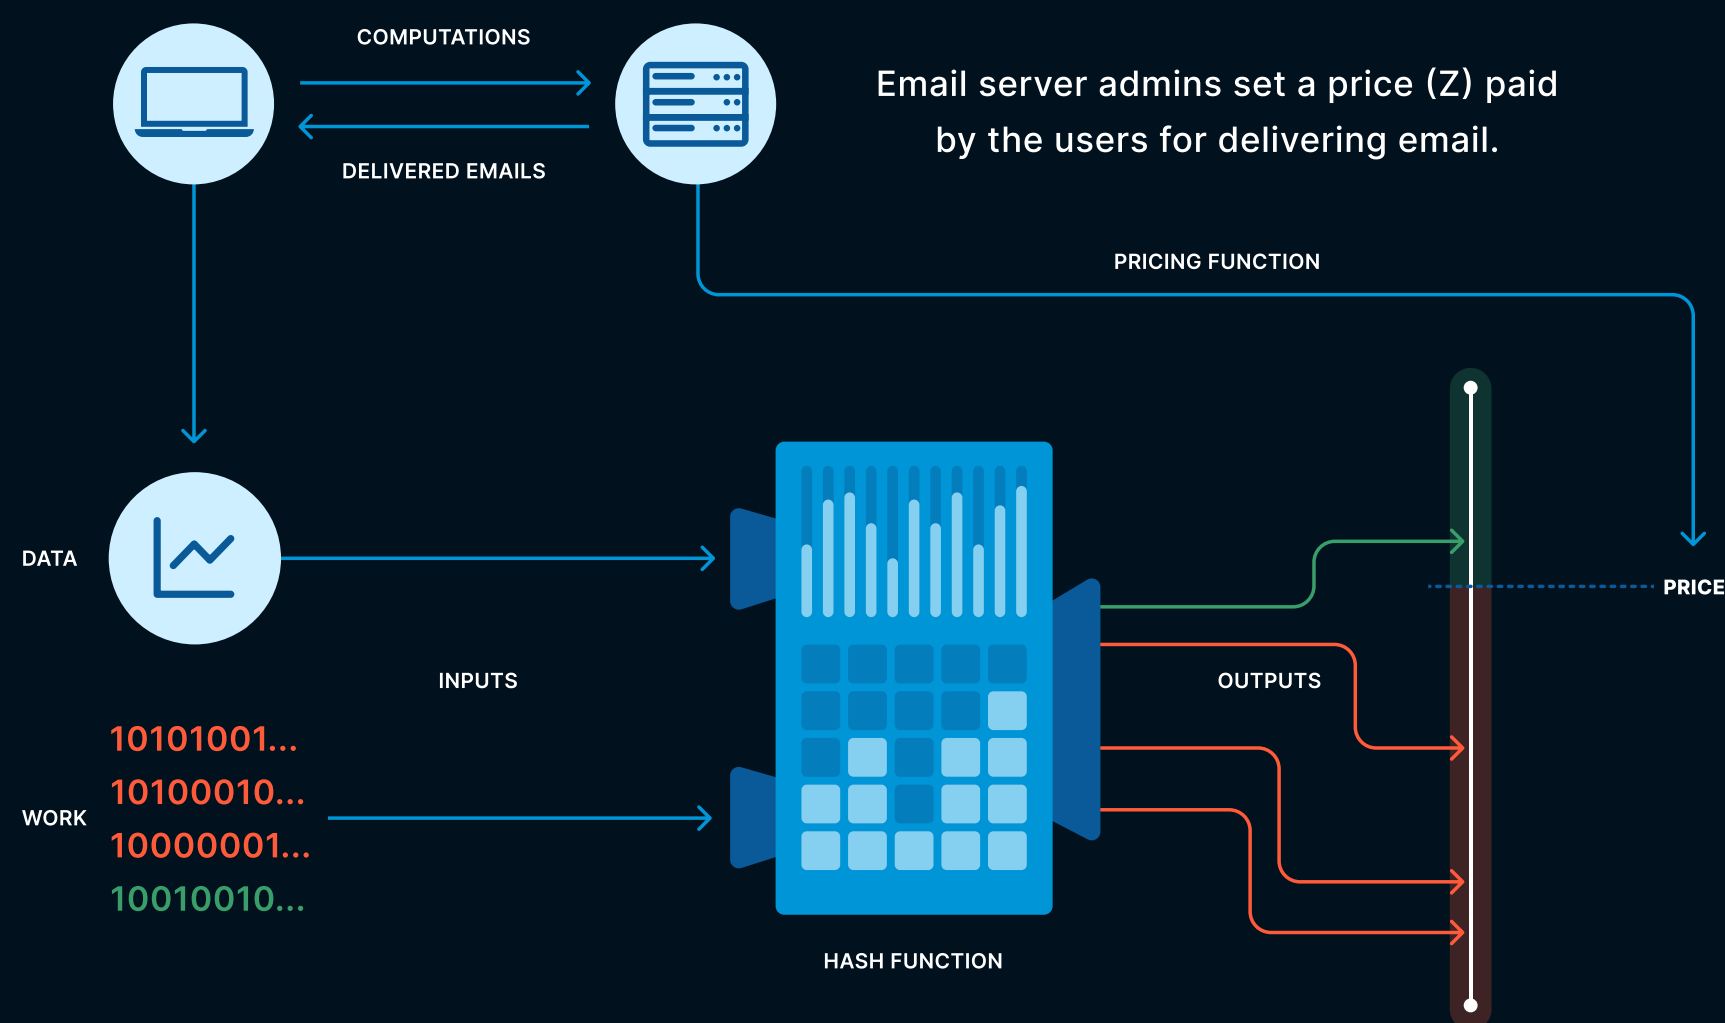 COMPUTATIONS
DELIVERED EMAILS
Email server admins set a price (Z) paid
by the users for delivering email.
PRICING FUNCTION
PRICE
DATA
INPUTS
OUTPUTS
10101001...
10100010...
WORK
10000001...
10010010...
HASH FUNCTION